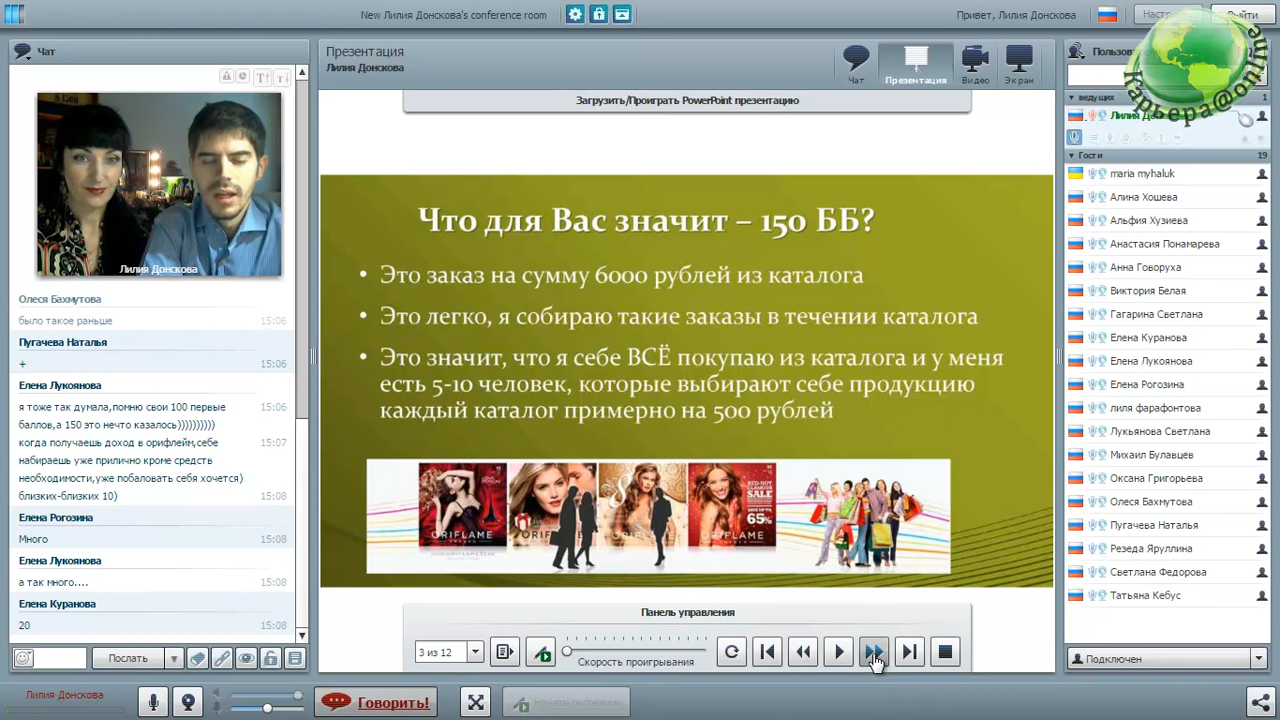 New Лилия Донскова's conference room
Привет, Лилия Донскова
Выйти
Чат
Лилия Донскова
Олеся Бахмутова
было такое раньше 15:06
Пугачева Наталья
+ 15:06
Елена Лукоянова
я тоже так думала,помню свои 100 первые 15:06
баллов,а 150 это нечто казалось))))))))))
когда получаешь доход в орифлейм,себе 15:07
набираешь уже прилично кроме средств
необходимости,уже побаловать себя хочется)
близких-близких 10) 15:08
Елена Рогозина
Много 15:08
Елена Лукоянова
а так много.... 15:08
Елена Куранова
20 15:08
Послать
Презентация
Лилия Донскова
Чат
Презентация
Видео
Экран
Загрузить/Проиграть PowerPoint презентацию
Что для Вас значит – 150 ББ?
• Это заказ на сумму 6000 рублей из каталога
• Это легко, я собираю такие заказы в течении каталога
• Это значит, что я себе ВСЁ покупаю из каталога и у меня
есть 5-10 человек, которые выбирают себе продукцию
каждый каталог примерно на 500 рублей
ORIFLAME
ORIFLAME
ORIFLAME
ORIFLAME
65%
Панель управления
3 из 12
Скорость проигрывания
карьера@online
ведущих 1
Гости 19
maria myhaluk
Алина Хошева
Альфия Хузиева
Анастасия Понамарева
Анна Говоруха
Виктория Белая
Гагарина Светлана
Елена Куранова
Елена Лукоянова
Елена Рогозина
лиля фарафонтова
Лукьянова Светлана
Михаил Булавцев
Оксана Григорьева
Олеся Бахмутова
Пугачева Наталья
Резеда Яруллина
Светлана Федорова
Татьяна Кебус
Подключен
Лилия Донскова
Говорить!